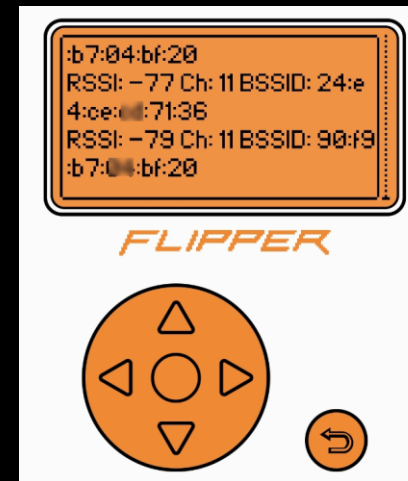 :b7:04:bf:20
RSSI: -77 Ch: 11 BSSID: 24:e
4:ce: :71:36
RSSI: -79 Ch: 11 BSSID: 90:f9
:b7: :bf:20
FLIPPER